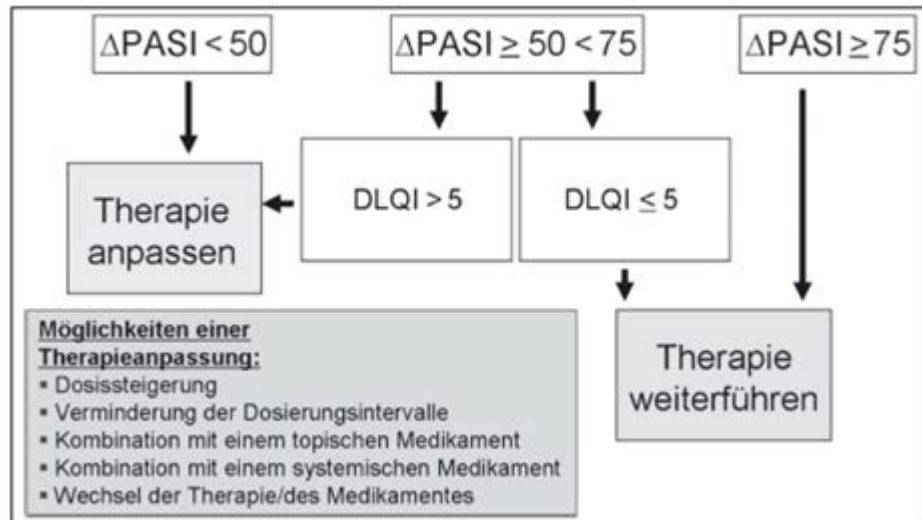 ΔPASI < 50
ΔPASI ≥ 50 < 75
ΔPASI ≥ 75
DLQI > 5
DLQI ≤ 5
Therapie
anpassen
Therapie
weiterführen
Möglichkeiten einer
Therapieanpassung:
▪ Dosissteigerung
▪ Verminderung der Dosierungsintervalle
▪ Kombination mit einem topischen Medikament
▪ Kombination mit einem systemischen Medikament
▪ Wechsel der Therapie/des Medikamentes